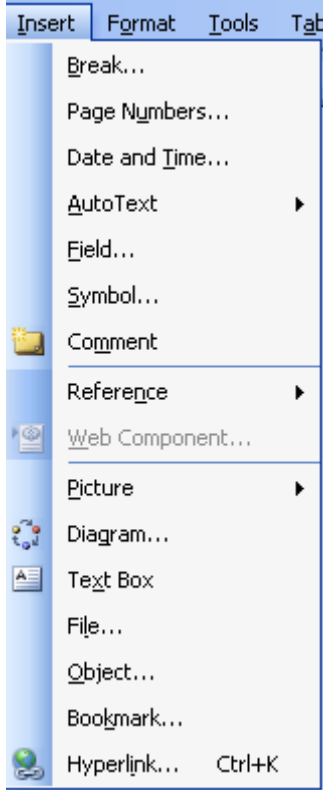 Insert Format Tools Tab
Break...
Page Numbers...
Date and Time...
AutoText
Field...
Symbol...
Comment
Reference
Web Component...
Picture
Diagram...
Text Box
File...
Object...
Bookmark...
Hyperlink... Ctrl+K